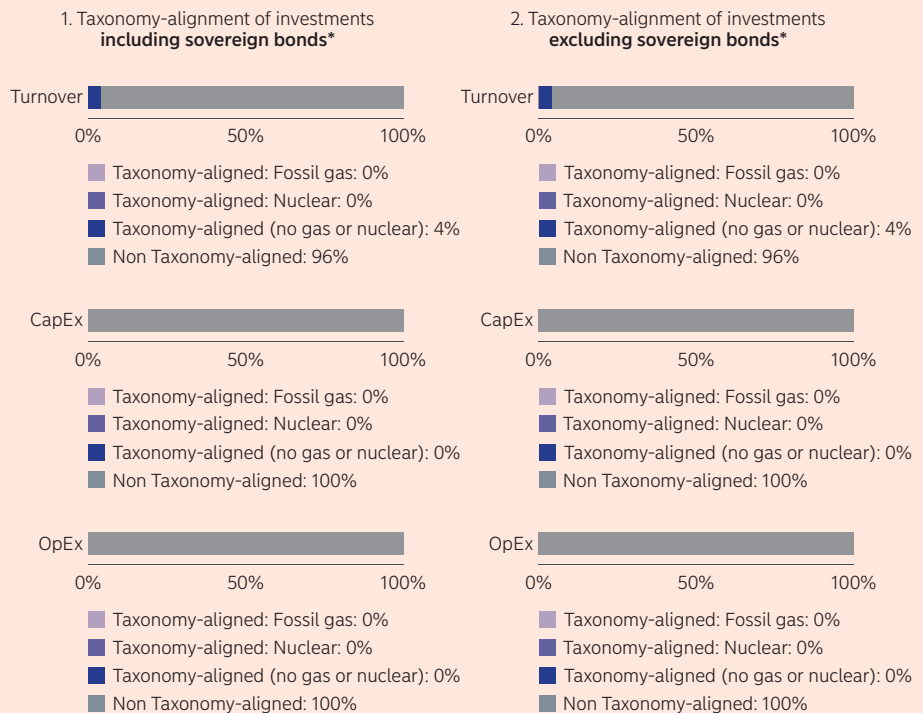 1. Taxonomy-alignment of investments
including sovereign bonds*
Turnover
0% 50% 100%
Taxonomy-aligned: Fossil gas: 0%
Taxonomy-aligned: Nuclear: 0%
Taxonomy-aligned (no gas or nuclear): 4%
Non Taxonomy-aligned: 96%
CapEx
0% 50% 100%
Taxonomy-aligned: Fossil gas: 0%
Taxonomy-aligned: Nuclear: 0%
Taxonomy-aligned (no gas or nuclear): 0%
Non Taxonomy-aligned: 100%
OpEx
0% 50% 100%
Taxonomy-aligned: Fossil gas: 0%
Taxonomy-aligned: Nuclear: 0%
Taxonomy-aligned (no gas or nuclear): 0%
Non Taxonomy-aligned: 100%
2. Taxonomy-alignment of investments
excluding sovereign bonds*
Turnover
0% 50% 100%
Taxonomy-aligned: Fossil gas: 0%
Taxonomy-aligned: Nuclear: 0%
Taxonomy-aligned (no gas or nuclear): 4%
Non Taxonomy-aligned: 96%
CapEx
0% 50% 100%
Taxonomy-aligned: Fossil gas: 0%
Taxonomy-aligned: Nuclear: 0%
Taxonomy-aligned (no gas or nuclear): 0%
Non Taxonomy-aligned: 100%
OpEx
0% 50% 100%
Taxonomy-aligned: Fossil gas: 0%
Taxonomy-aligned: Nuclear: 0%
Taxonomy-aligned (no gas or nuclear): 0%
Non Taxonomy-aligned: 100%